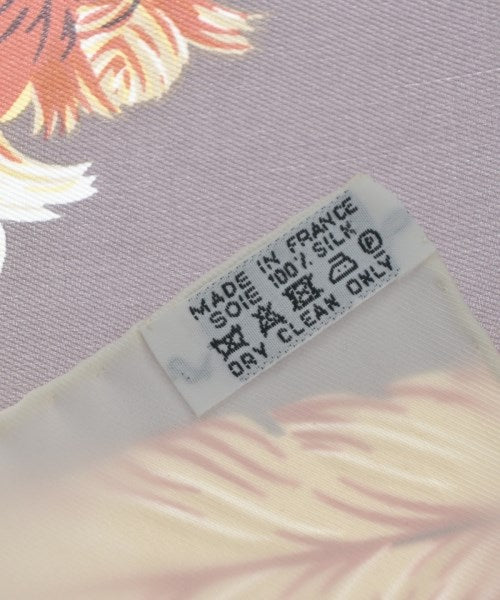 MADE IN FRANCE
SOIE 100% SILK
P
DRY CLEAN ONLY